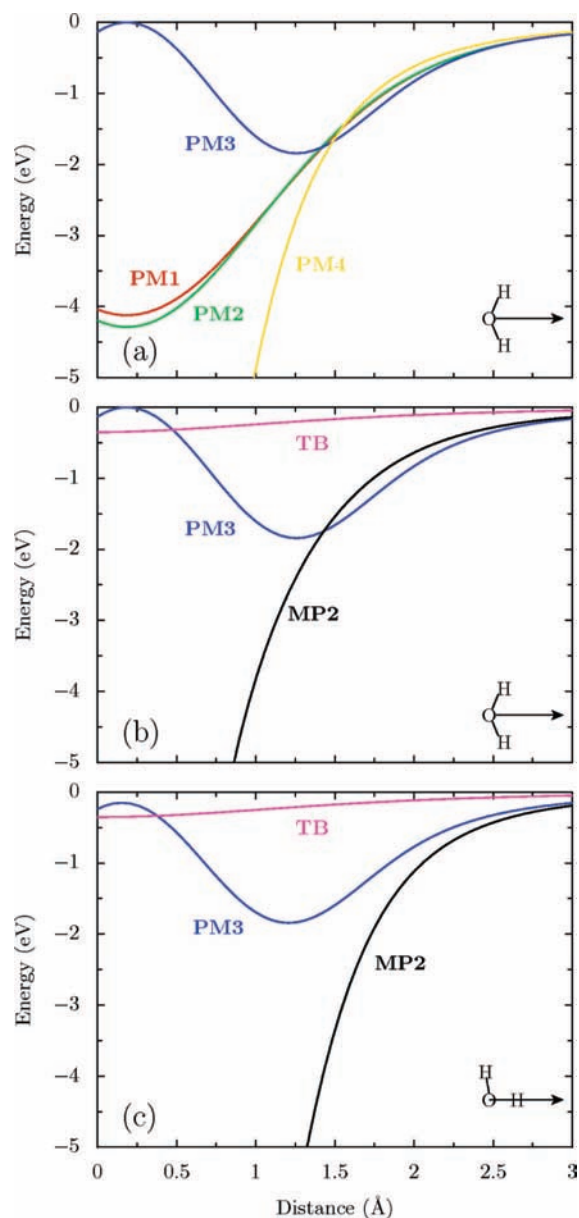 0
−1
−2
−3
−4
−5
Energy (eV)
PM3
PM1
PM2
PM4
(a)
H
O
H
0
−1
−2
−3
−4
−5
Energy (eV)
TB
PM3
MP2
(b)
H
O
H
0
−1
−2
−3
−4
−5
Energy (eV)
TB
PM3
MP2
(c)
H
O H
0 0.5 1 1.5 2 2.5 3
Distance (Å)